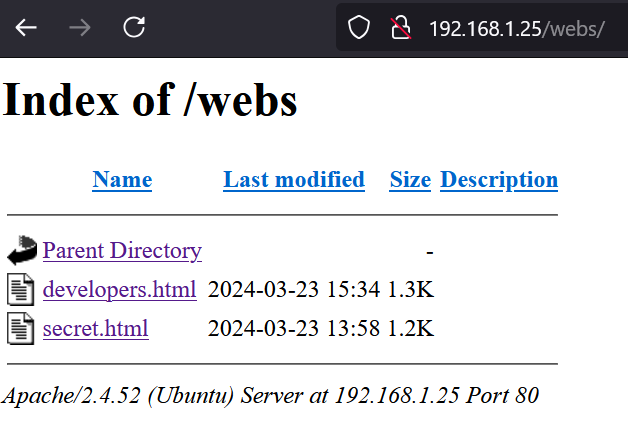 192.168.1.25/webs/
Index of /webs
Name Last modified Size Description
Parent Directory -
developers.html 2024-03-23 15:34 1.3K
secret.html 2024-03-23 13:58 1.2K
Apache/2.4.52 (Ubuntu) Server at 192.168.1.25 Port 80